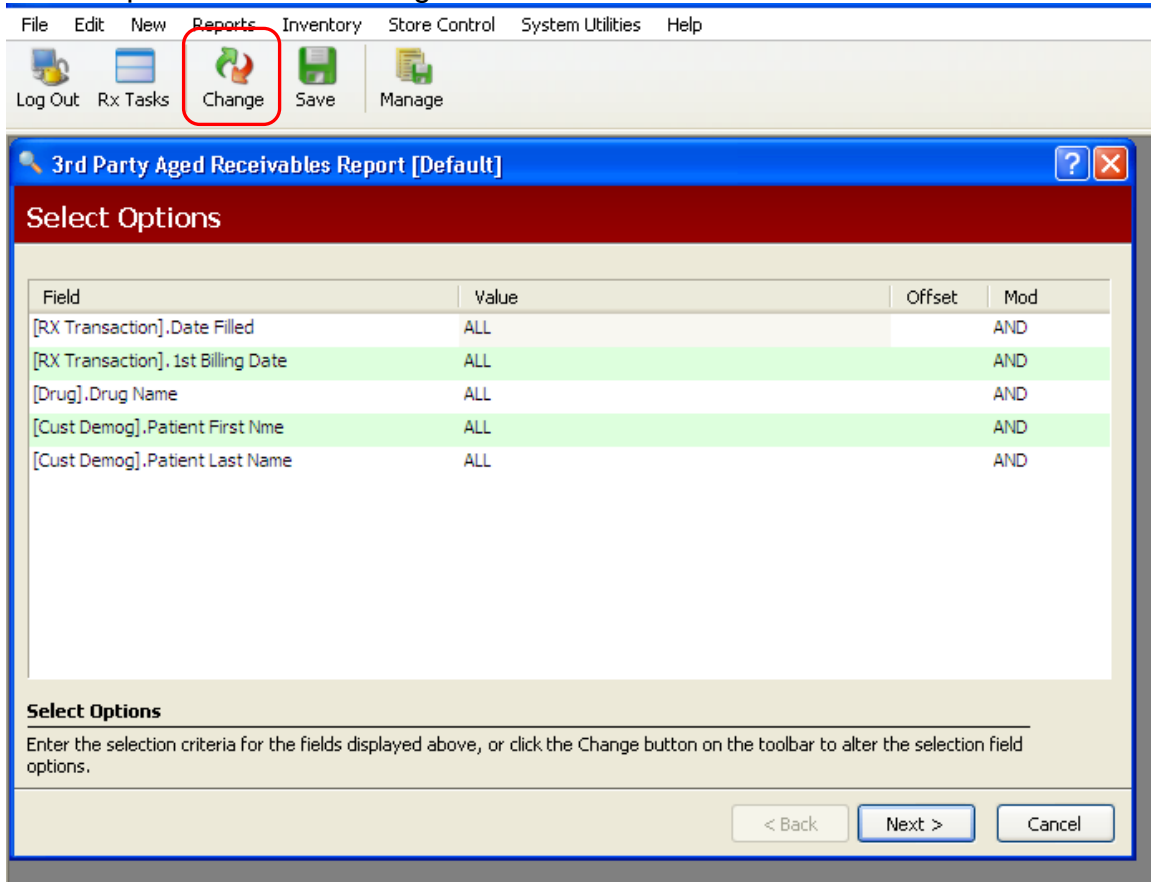 File Edit New Reports Inventory Store Control System Utilities Help
Log Out Rx Tasks Change Save Manage
3rd Party Aged Receivables Report [Default]
Select Options
Field Value Offset Mod
[RX Transaction].Date Filled ALL AND
[RX Transaction].1st Billing Date ALL AND
[Drug].Drug Name ALL AND
[Cust Demog].Patient First Nme ALL AND
[Cust Demog].Patient Last Name ALL AND
Select Options
Enter the selection criteria for the fields displayed above, or click the Change button on the toolbar to alter the selection field
options.
< Back Next > Cancel